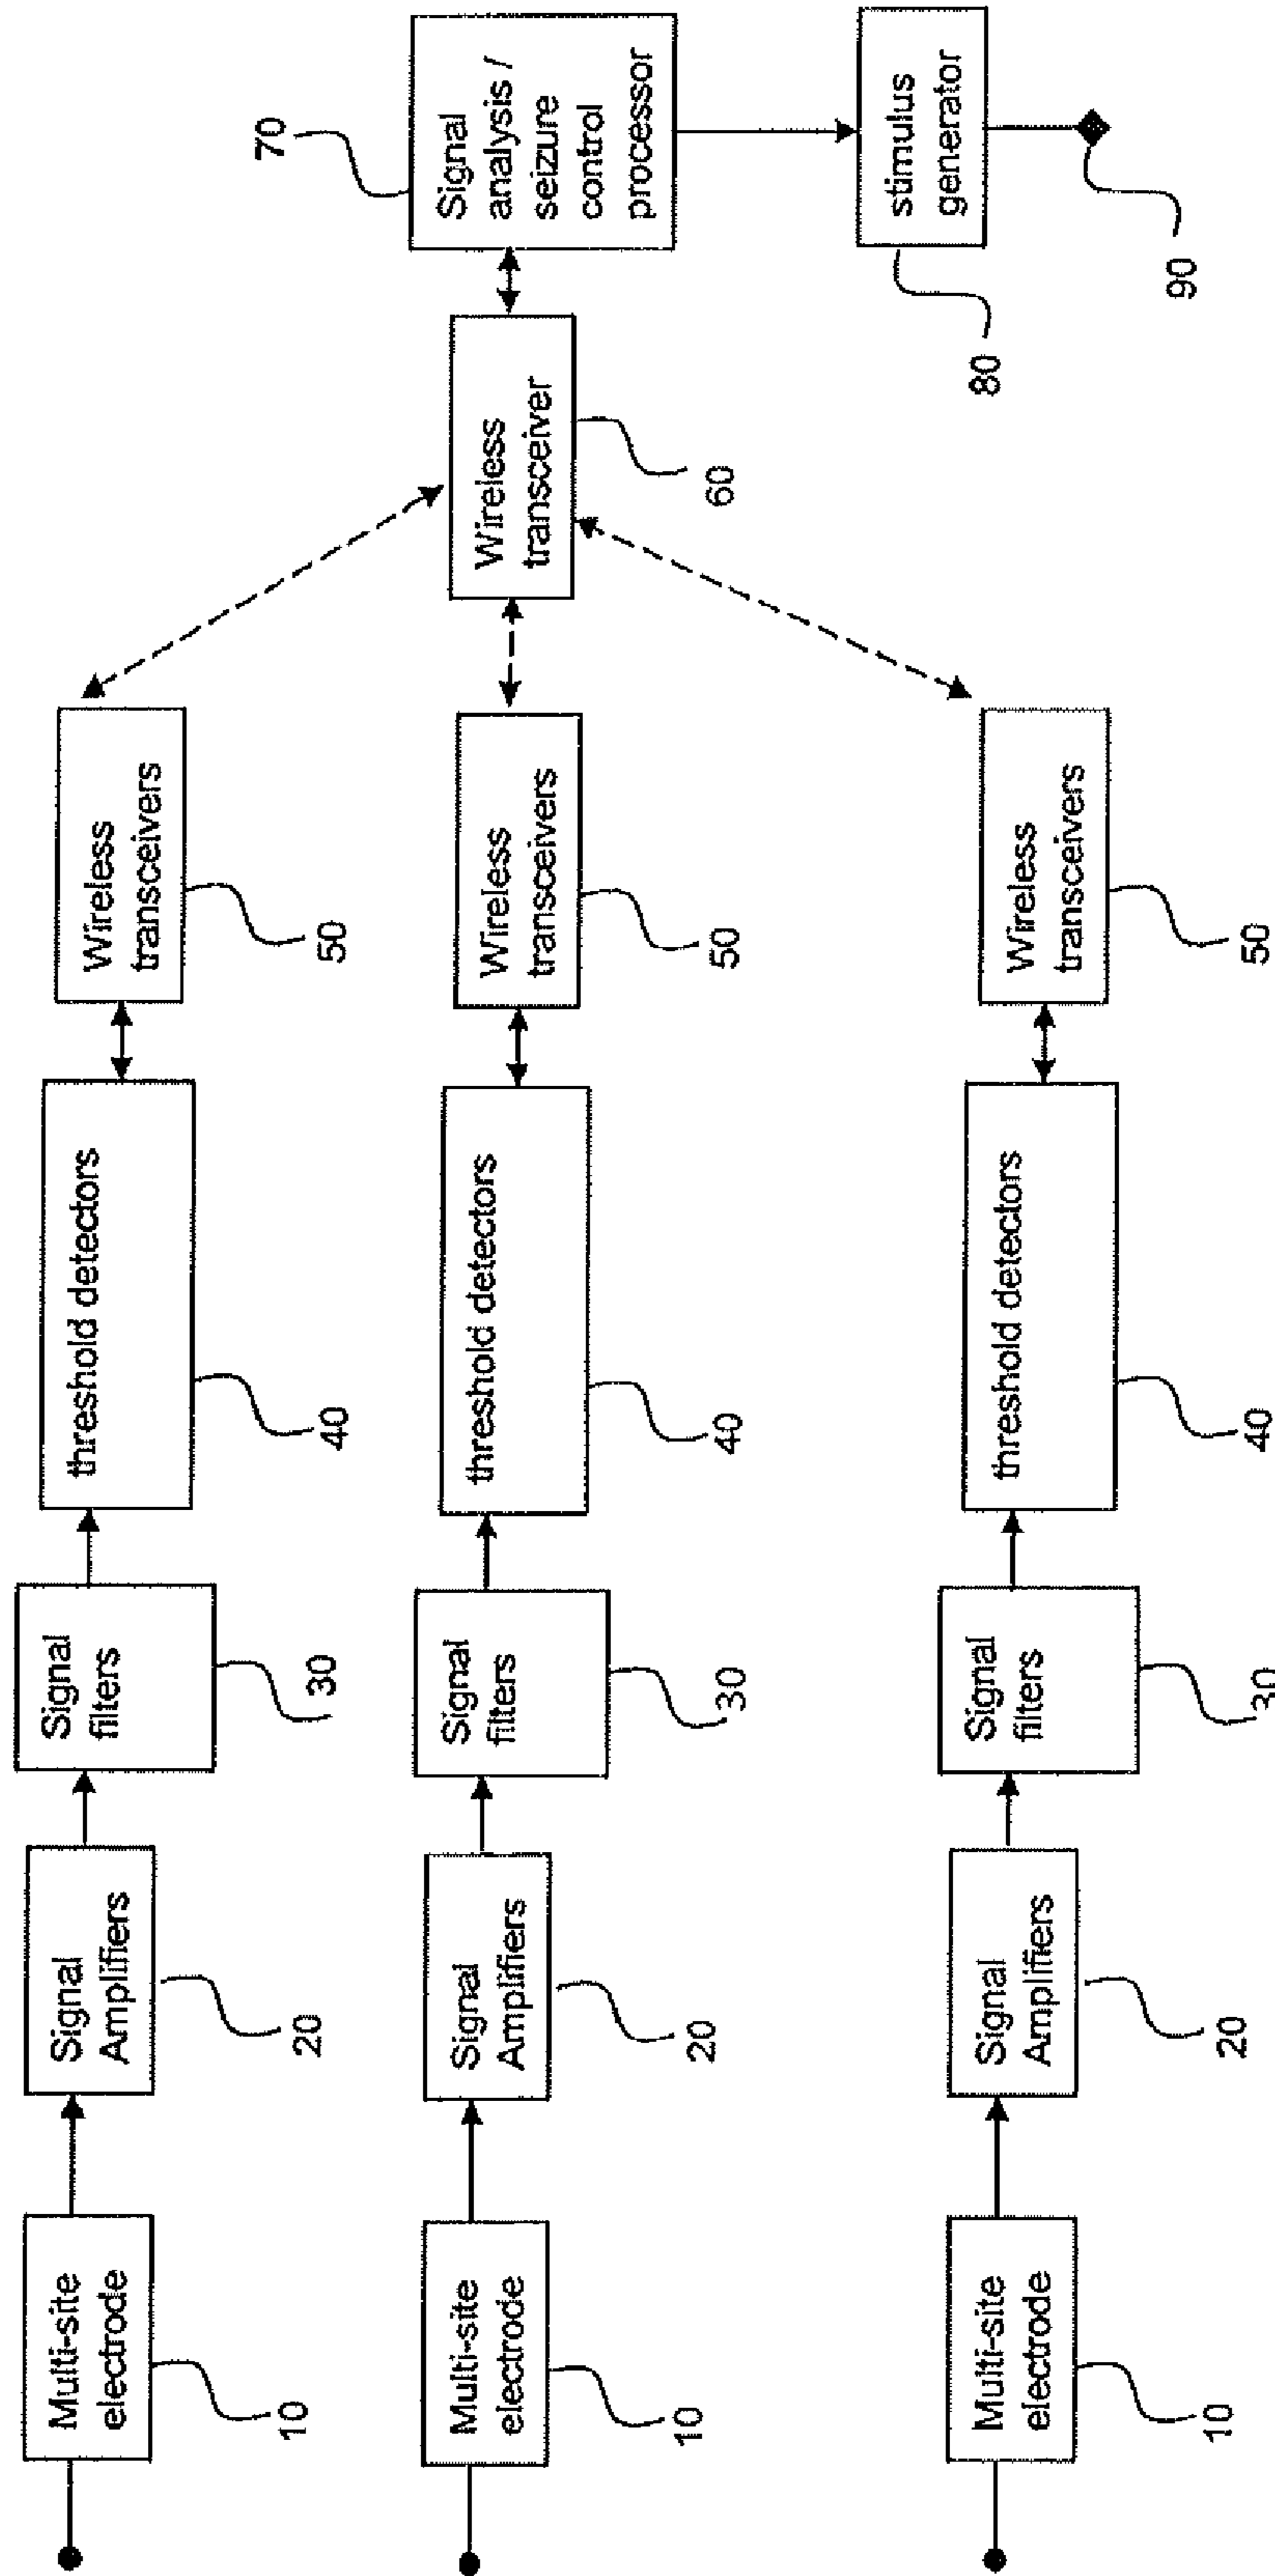 Multi-site
electrode
10
Signal
Amplifiers
20
Signal
filters
30
threshold detectors
40
Wireless
transceivers
50
Multi-site
electrode
10
Signal
Amplifiers
20
Signal
filters
30
threshold detectors
40
Wireless
transceivers
50
Multi-site
electrode
10
Signal
Amplifiers
20
Signal
filters
30
threshold detectors
40
Wireless
transceivers
50
Wireless
transceiver
60
70
Signal
analysis /
seizure
control
processor
stimulus
generator
80
90